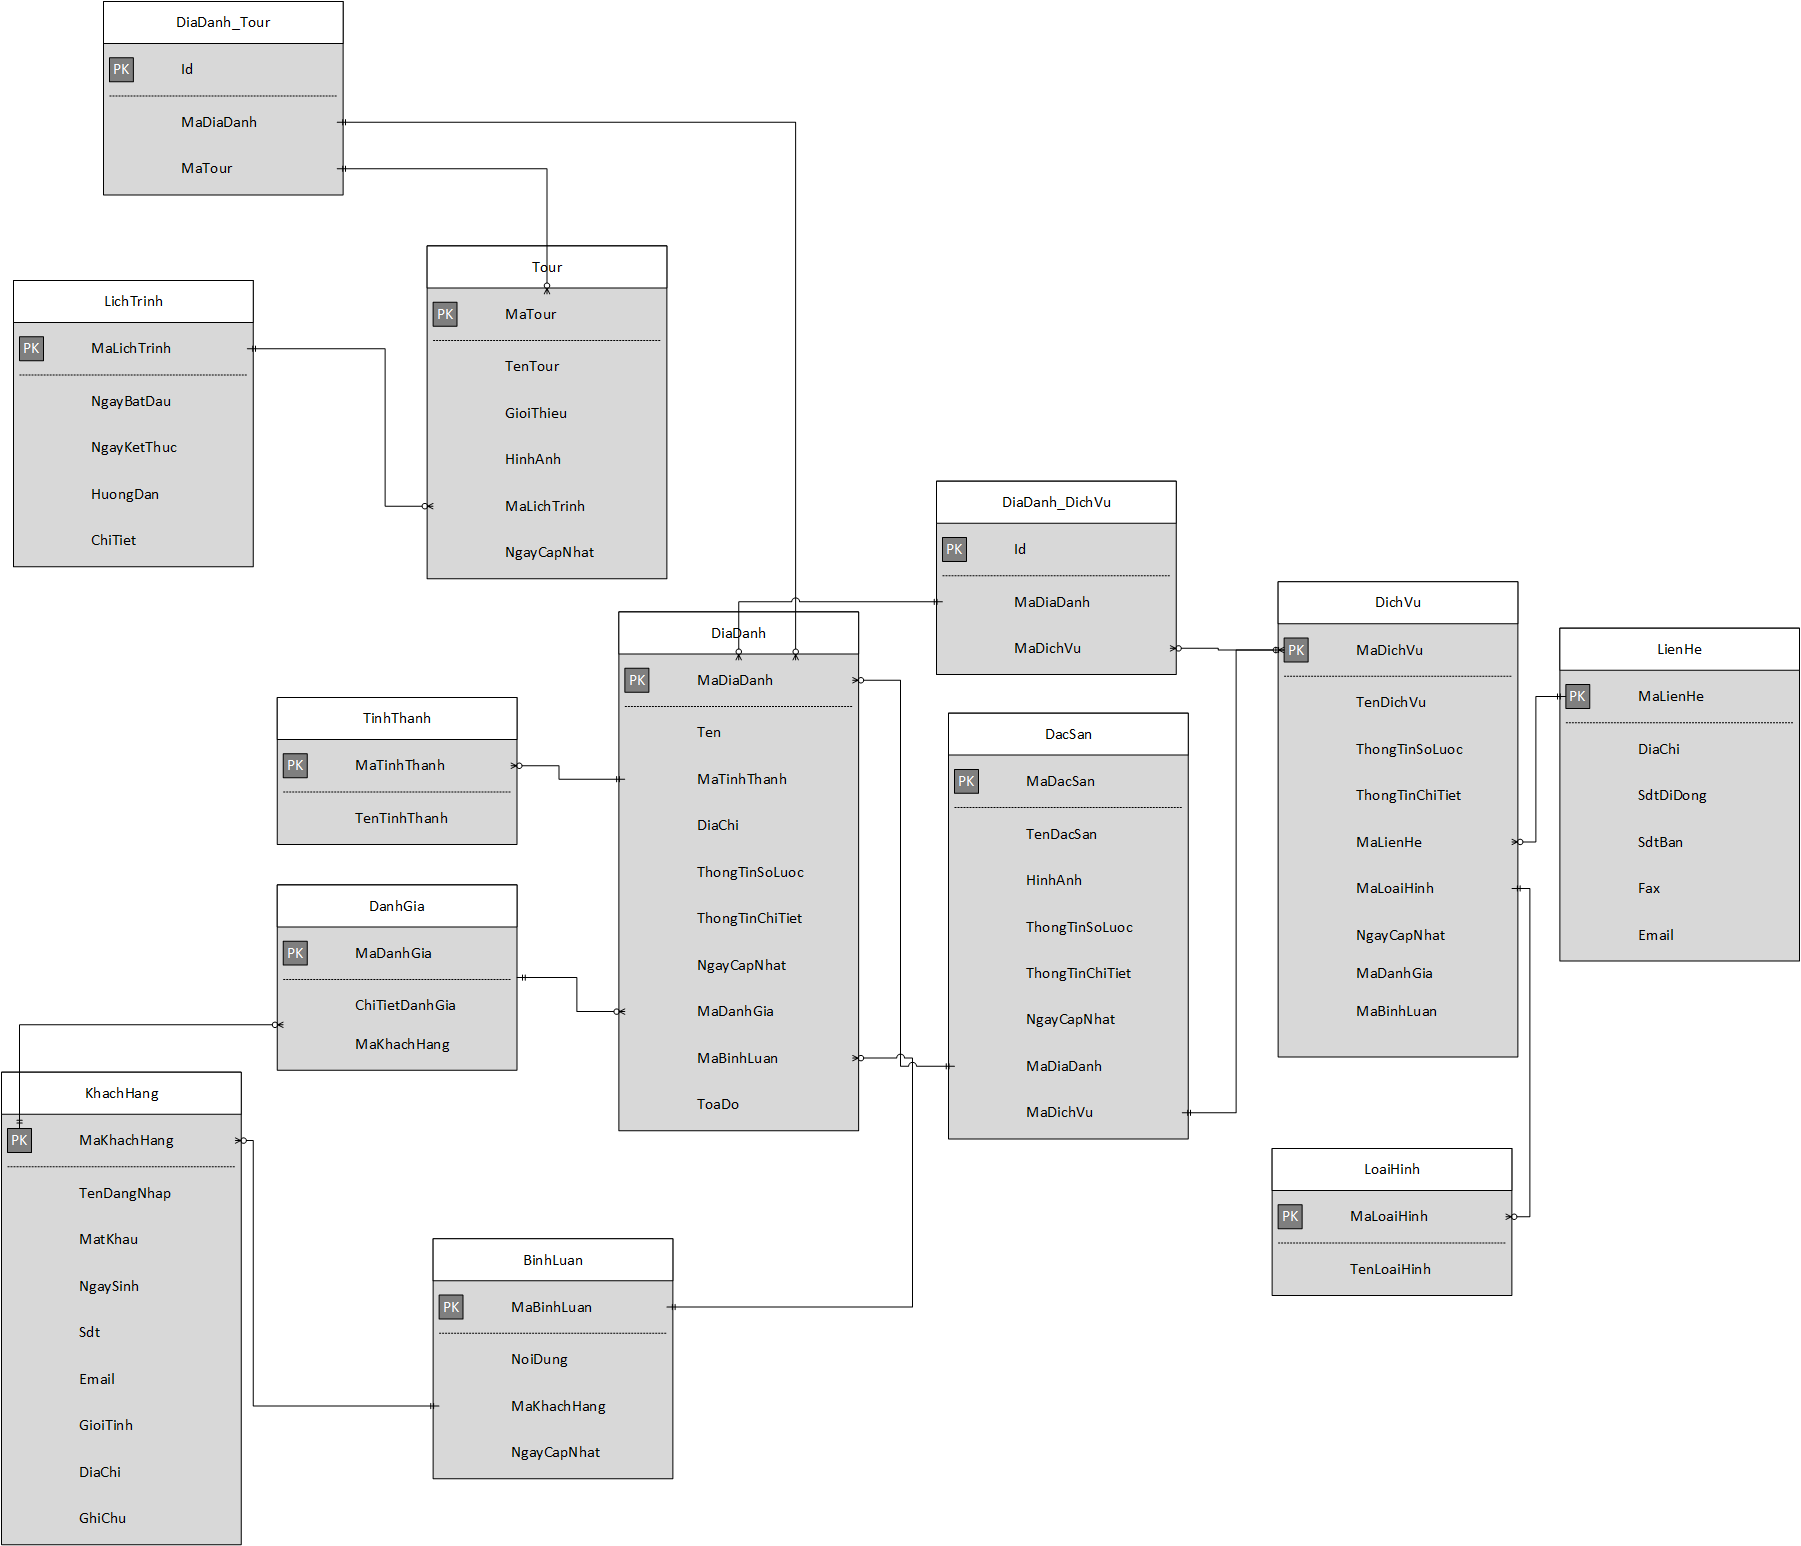 DiaDanh_Tour
PK Id
MaDiaDanh
MaTour
LichTrinh
PK MaLichTrinh
NgayBatDau
NgayKetThuc
HuongDan
ChiTiet
Tour
PK MaTour
TenTour
GioiThieu
HinhAnh
MaLichTrinh
NgayCapNhat
DiaDanh_DichVu
PK Id
MaDiaDanh
MaDichVu
DichVu
PK MaDichVu
TenDichVu
ThongTinSoLuoc
ThongTinChiTiet
MaLienHe
MaLoaiHinh
NgayCapNhat
MaDanhGia
MaBinhLuan
LienHe
PK MaLienHe
DiaChi
SdtDiDong
SdtBan
Fax
Email
DiaDanh
PK MaDiaDanh
Ten
MaTinhThanh
DiaChi
ThongTinSoLuoc
ThongTinChiTiet
NgayCapNhat
MaDanhGia
MaBinhLuan
ToaDo
TinhThanh
PK MaTinhThanh
TenTinhThanh
DacSan
PK MaDacSan
TenDacSan
HinhAnh
ThongTinSoLuoc
ThongTinChiTiet
NgayCapNhat
MaDiaDanh
MaDichVu
DanhGia
PK MaDanhGia
ChiTietDanhGia
MaKhachHang
KhachHang
PK MaKhachHang
TenDangNhap
MatKhau
NgaySinh
Sdt
Email
GioiTinh
DiaChi
GhiChu
BinhLuan
PK MaBinhLuan
NoiDung
MaKhachHang
NgayCapNhat
LoaiHinh
PK MaLoaiHinh
TenLoaiHinh